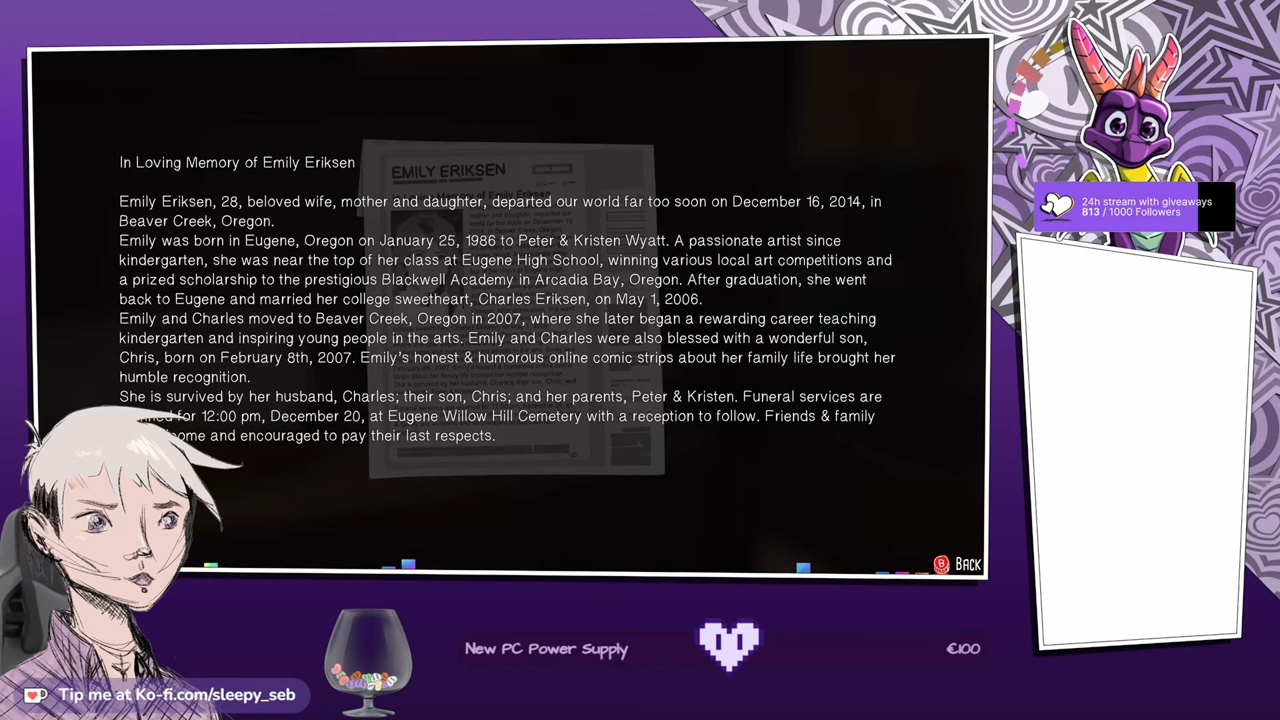 In Loving Memory of Emily Eriksen
EMILY ERIKSEN
Emily Eriksen, 28, beloved wife, mother and daughter, departed our world far too soon on December 16, 2014, in
Beaver Creek, Oregon.
Emily was born in Eugene, Oregon on January 25, 1986 to Peter & Kristen Wyatt. A passionate artist since
kindergarten, she was near the top of her class at Eugene High School, winning various local art competitions and
a prized scholarship to the prestigious Blackwell Academy in Arcadia Bay, Oregon. After graduation, she went
back to Eugene and married her college sweetheart, Charles Eriksen, on May 1, 2006.
Emily and Charles moved to Beaver Creek, Oregon in 2007, where she later began a rewarding career teaching
kindergarten and inspiring young people in the arts. Emily and Charles were also blessed with a wonderful son,
Chris, born on February 8th, 2007. Emily's honest & humorous online comic strips about her family life brought her
humble recognition.
She is survived by her husband, Charles; their son, Chris; and her parents, Peter & Kristen. Funeral services are
for 12:00 pm, December 20, at Eugene Willow Hill Cemetery with a reception to follow. Friends & family
and encouraged to pay their last respects.
B BACK
24h stream with giveaways
813 / 1000 Followers
New PC Power Supply
€100
Tip me at Ko-fi.com/sleepy_seb